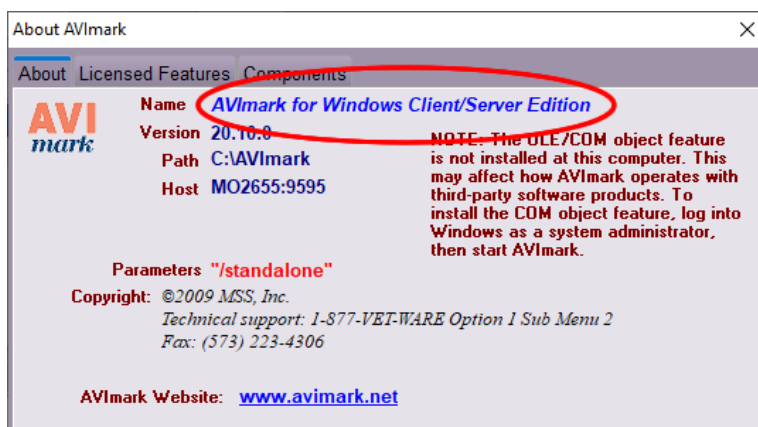 About AVImark
About Licensed Features Components
AVI
mark
Name AVImark for Windows Client/Server Edition
Version 20.10.0
Path C:\AVImark
Host MO2655:9595
NOTE: The OLE/COM object feature
is not installed at this computer. This
may affect how AVImark operates with
third-party software products. To
install the COM object feature, log into
Windows as a system administrator,
then start AVImark.
Parameters "/standalone"
Copyright: ©2009 MSS, Inc.
Technical support: 1-877-VET-WARE Option 1 Sub Menu 2
Fax: (573) 223-4306
AVImark Website: www.avimark.net